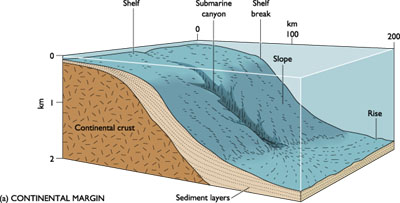 Shelf
Submarine
canyon
Shelf
break
km
0
100
200
Slope
0
km
1
Rise
Continental crust
2
(a) CONTINENTAL MARGIN
Sediment layers